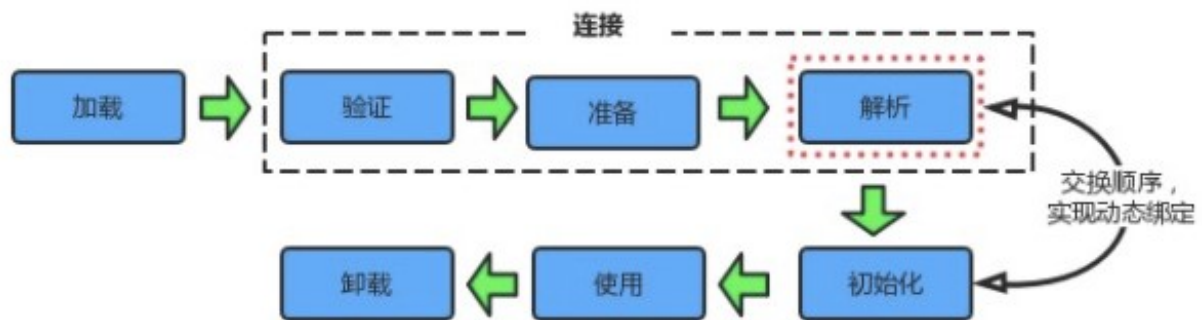 连接
加载
验证
准备
解析
交换顺序，
实现动态绑定
卸载
使用
初始化